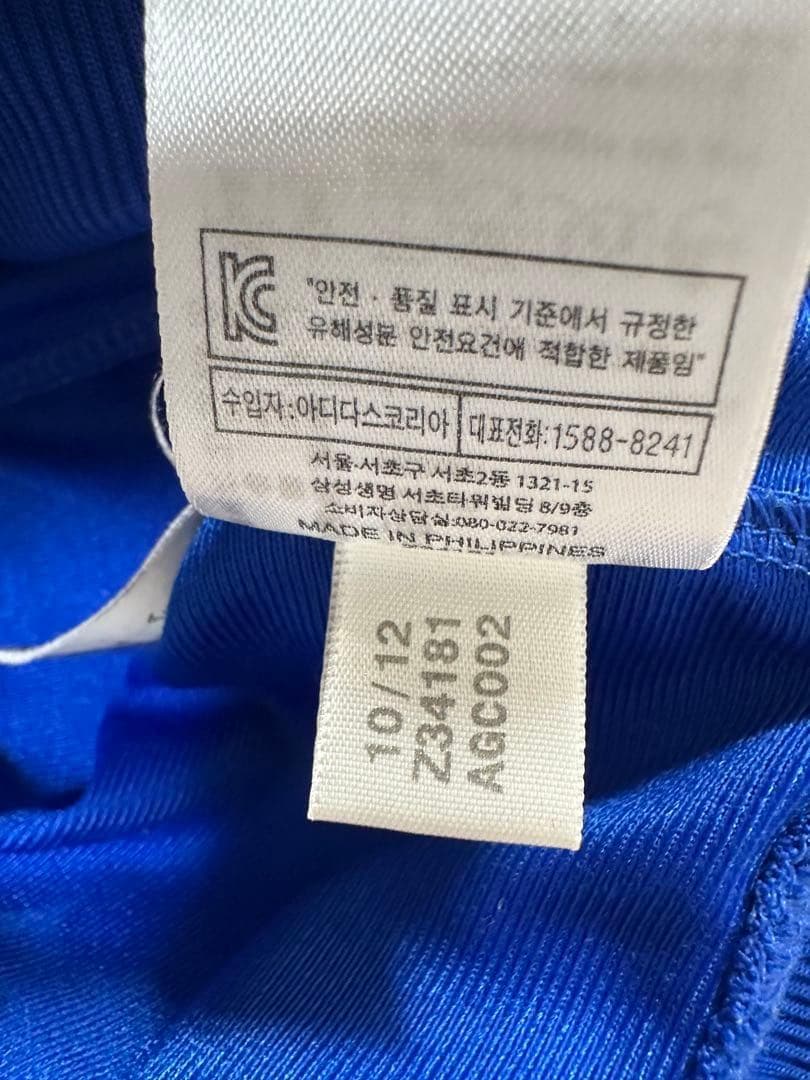 KC
"안전 · 품질 표시 기준에서 규정한
유해성분 안전요건에 적합한 제품임"
수입자:아디다스코리아
대표전화:1588-8241
서울.서초구 서초2동 1321-15
삼성생명 서초타워빌딩 8/9층
소비자상담실:080-022-7981
MADE IN PHILIPPINES
10/12
Z34181
AGC002